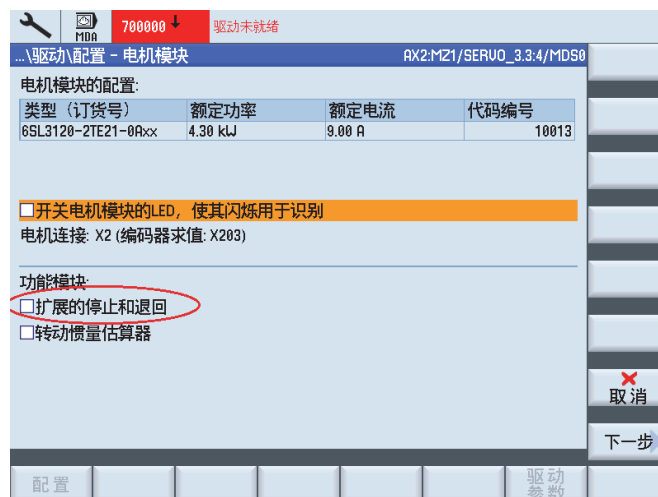 MDA
700000
驱动未就绪
...\驱动\配置 - 电机模块
AX2:MZ1/SERVO_3.3:4/MDS0
电机模块的配置:
类型 (订货号) 额定功率 额定电流 代码编号
6SL3120-2TE21-0Axx 4.30 kW 9.00 A 10013
开关电机模块的LED, 使其闪烁用于识别
电机连接: X2 (编码器求值: X203)
功能模块:
扩展的停止和退回
转动惯量估算器
取消
下一步
配置
驱动
参数